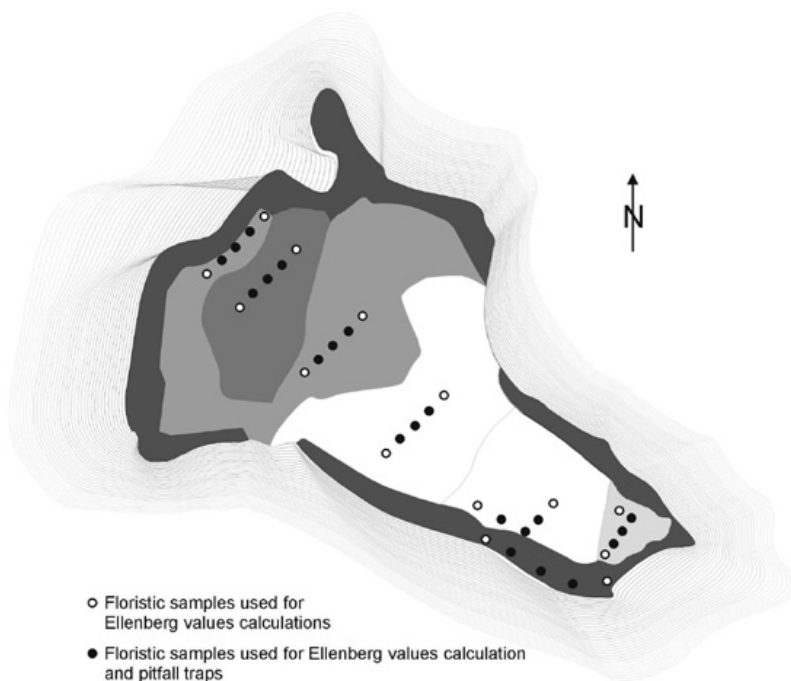 N
Floristic samples used for
Ellenberg values calculations
Floristic samples used for Ellenberg values calculation
and pitfall traps